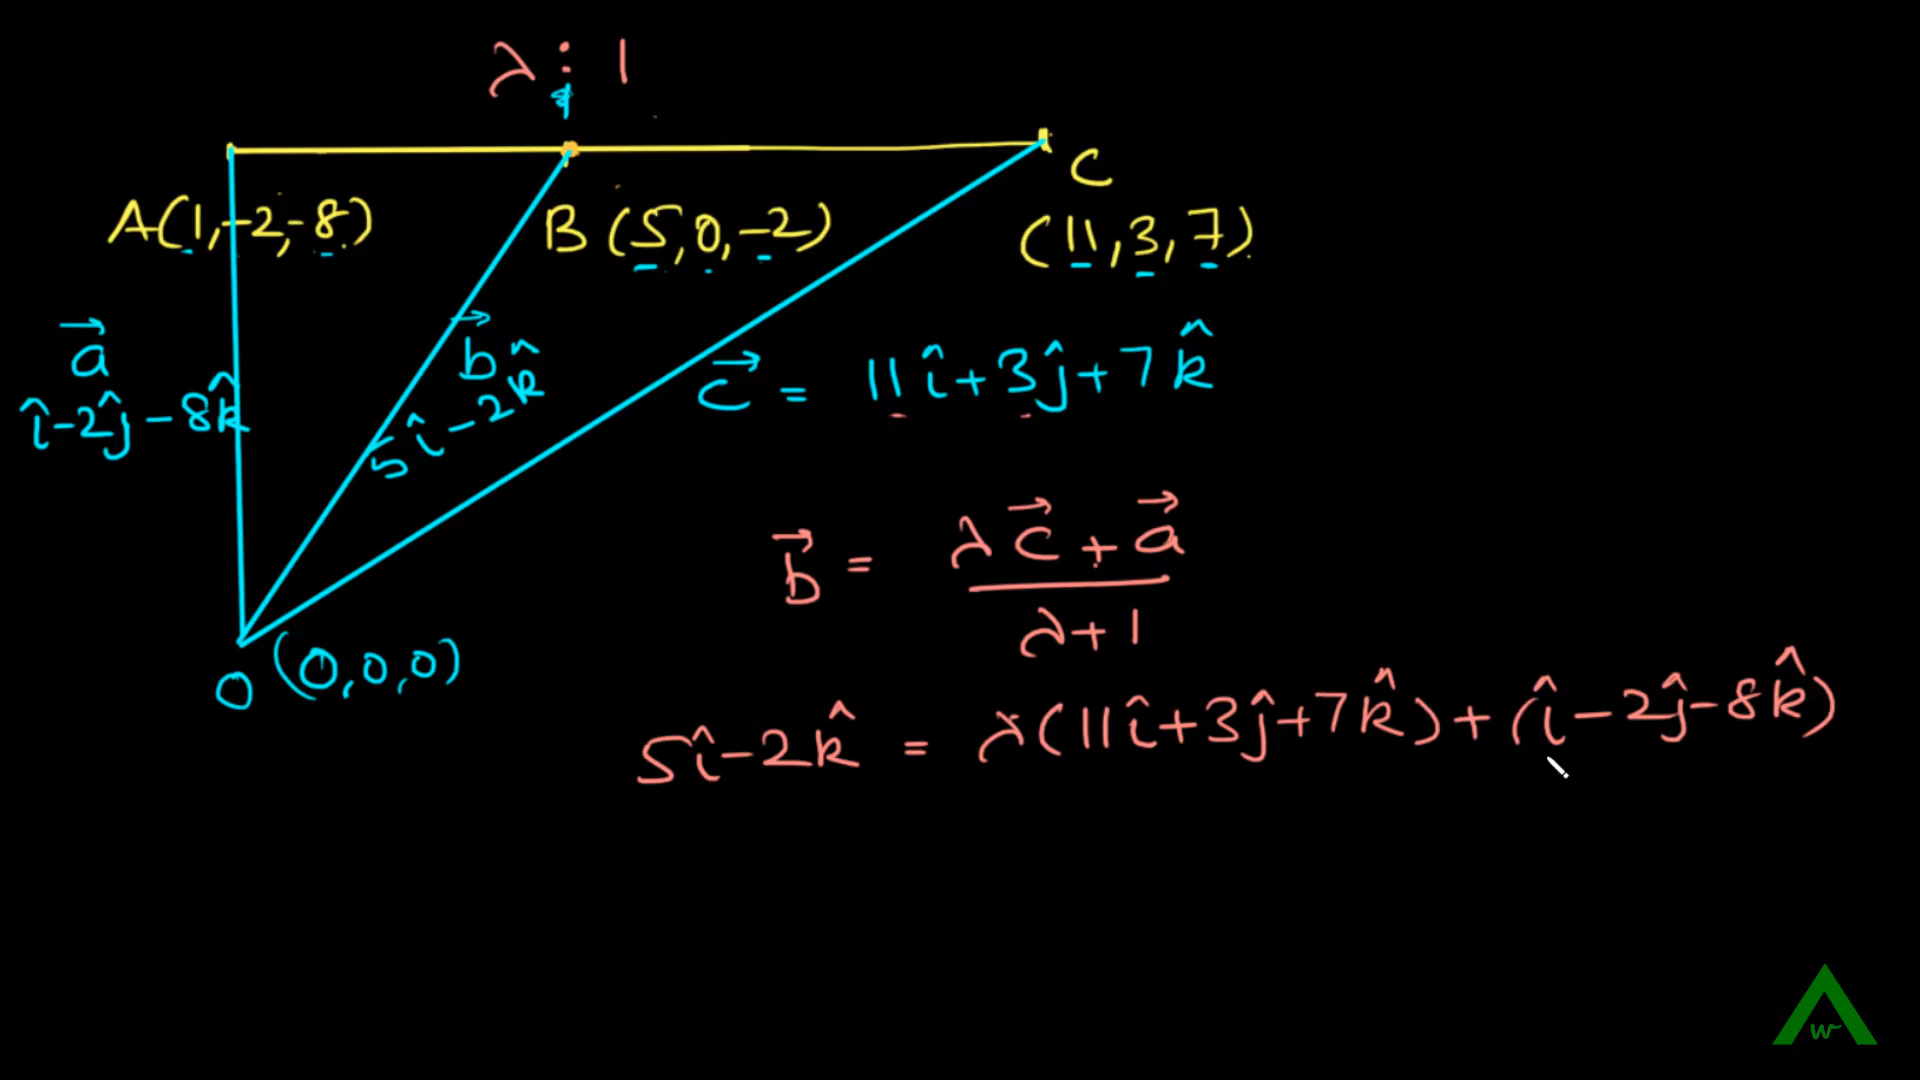 λ : 1
C
A(1,-2,-8) B(5,0,-2) (11,3,7)
→a →b →c = 11î+3ĵ+7k̂
î-2ĵ-8k̂ 5î-2k̂
→b = (λ→c + →a)/(λ+1)
O (0,0,0)
5î-2k̂ = λ(11î+3ĵ+7k̂) + (î-2ĵ-8k̂)
w